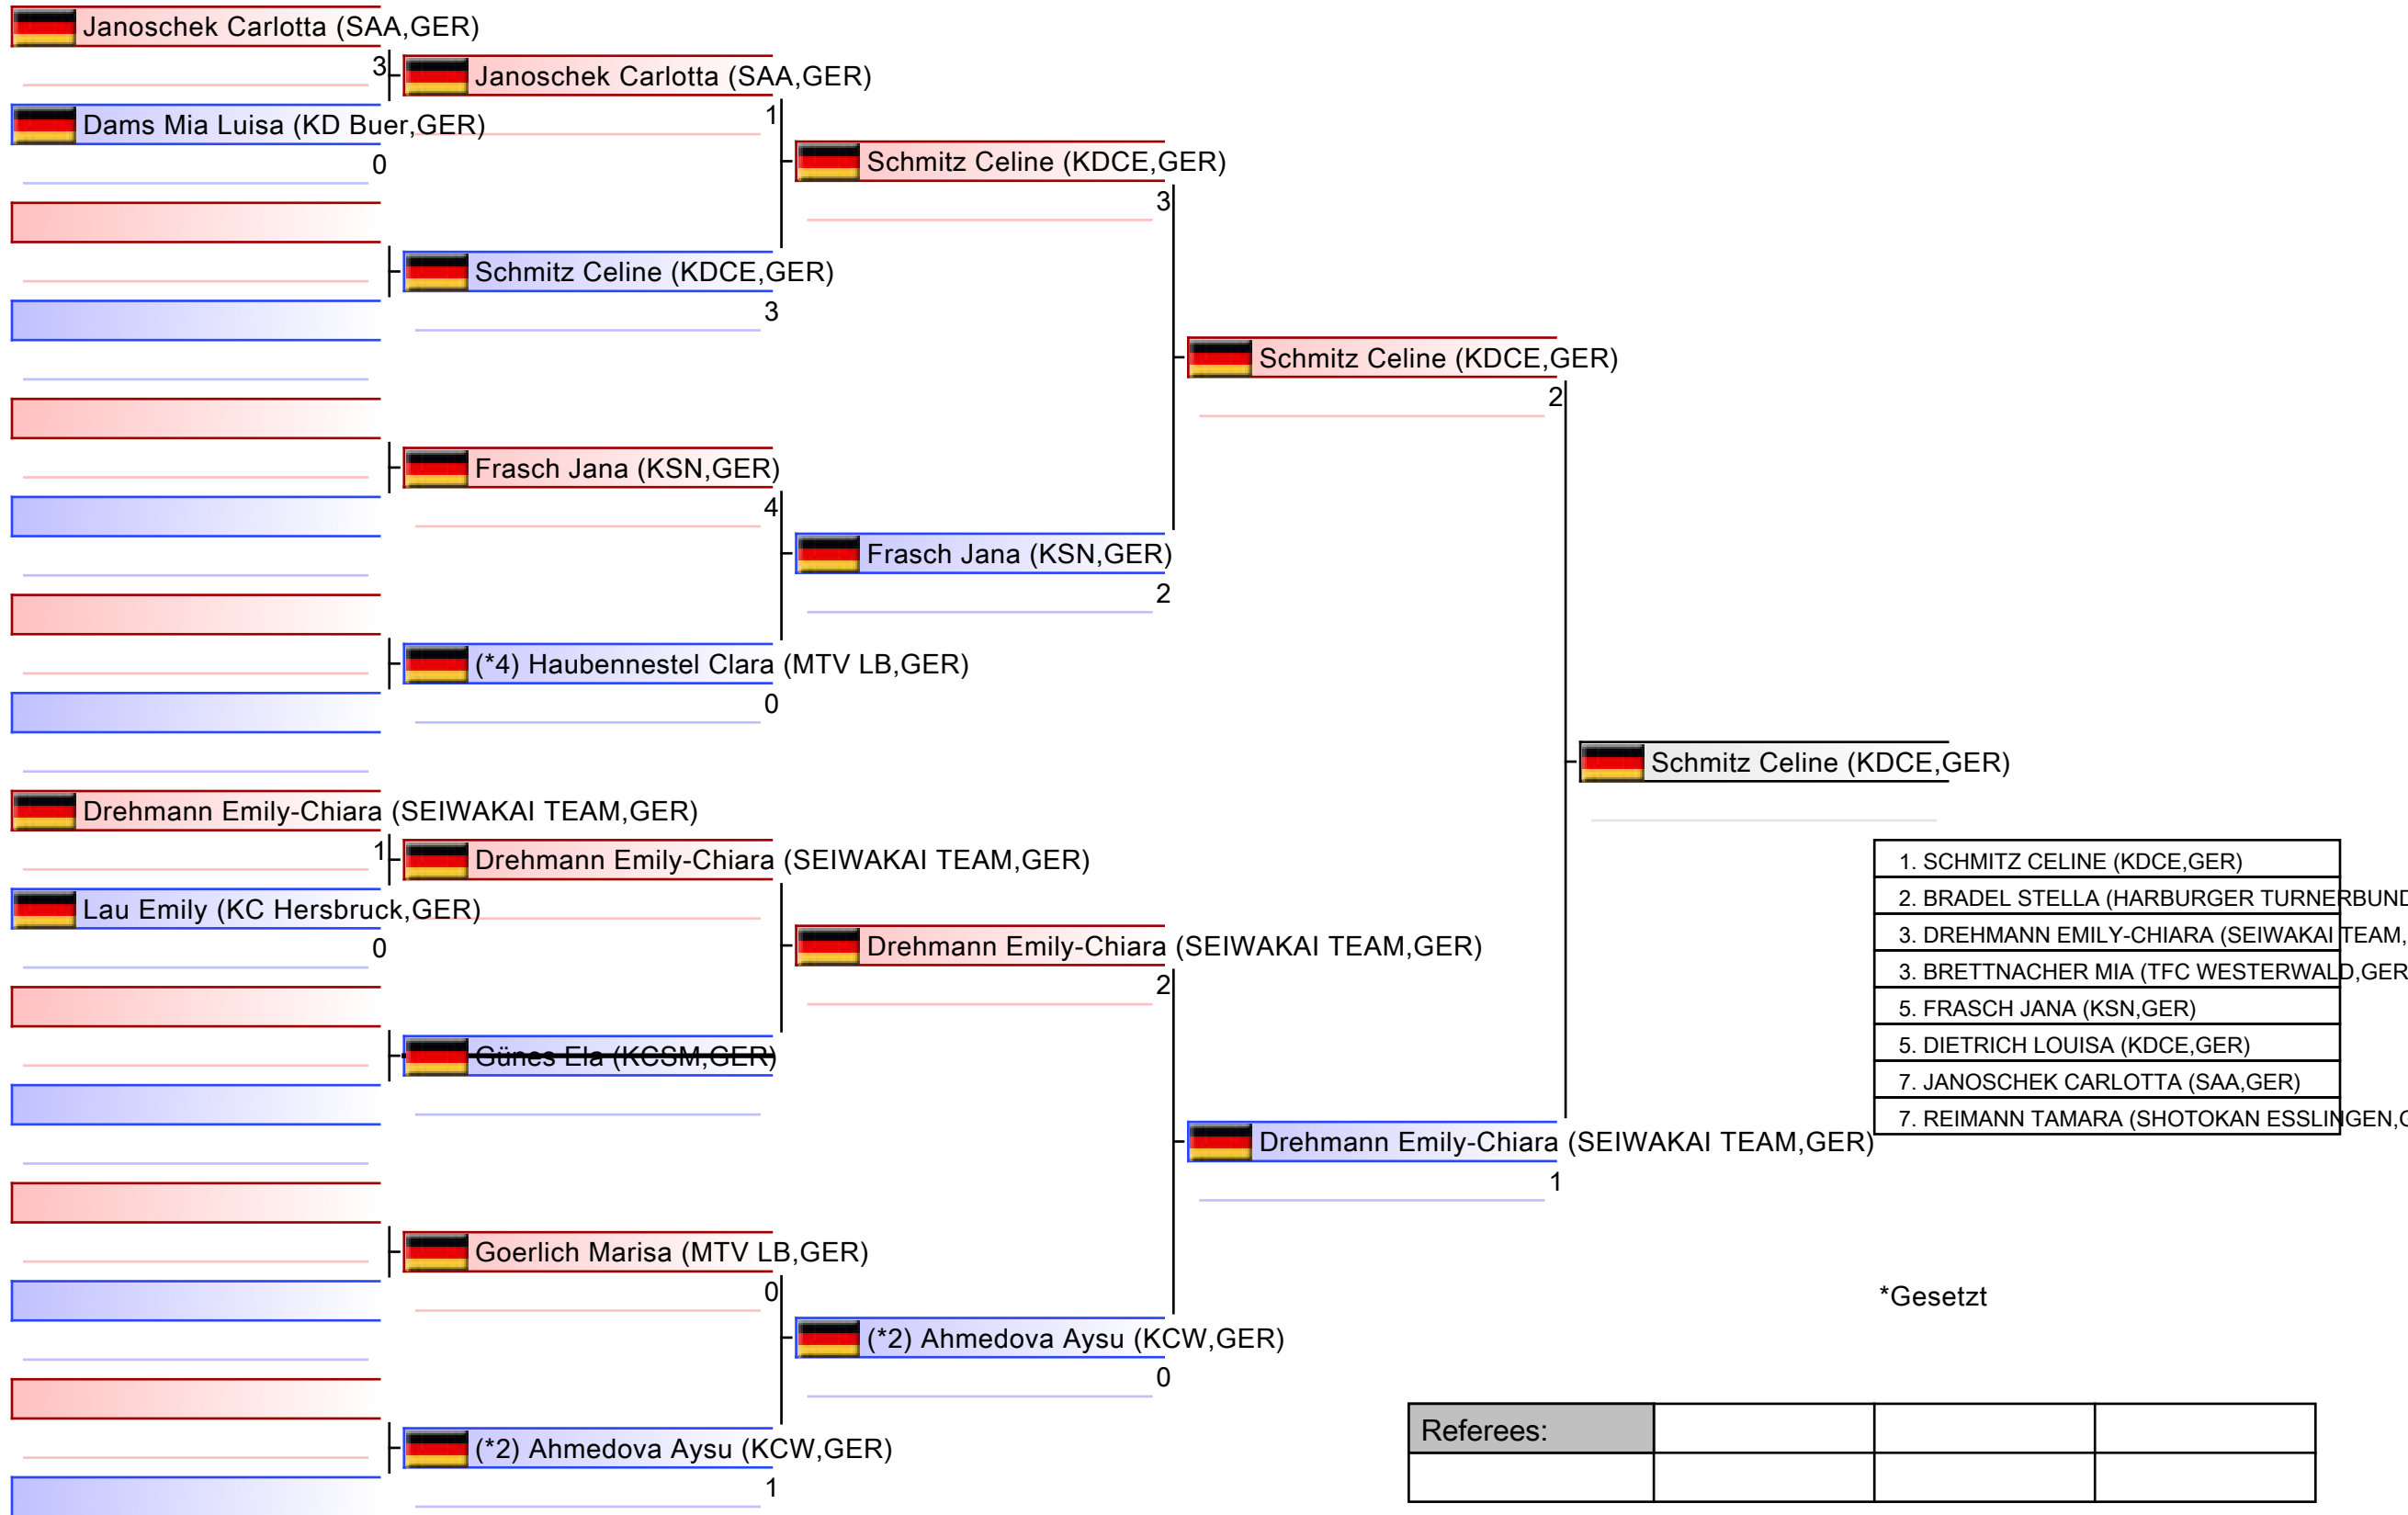 Janoschek Carlotta (SAA,GER)
3
Janoschek Carlotta (SAA,GER)
1
Dams Mia Luisa (KD Buer,GER)
0
Schmitz Celine (KDCE,GER)
3
Schmitz Celine (KDCE,GER)
3
Schmitz Celine (KDCE,GER)
2
Frasch Jana (KSN,GER)
4
Frasch Jana (KSN,GER)
2
(*4) Haubennestel Clara (MTV LB,GER)
0
Schmitz Celine (KDCE,GER)
Drehmann Emily-Chiara (SEIWAKAI TEAM,GER)
1
Drehmann Emily-Chiara (SEIWAKAI TEAM,GER)
Lau Emily (KC Hersbruck,GER)
0
Drehmann Emily-Chiara (SEIWAKAI TEAM,GER)
2
Günes Ela (KCSM,GER)
Drehmann Emily-Chiara (SEIWAKAI TEAM,GER)
1
Goerlich Marisa (MTV LB,GER)
0
(*2) Ahmedova Aysu (KCW,GER)
0
(*2) Ahmedova Aysu (KCW,GER)
1
1. SCHMITZ CELINE (KDCE,GER)
2. BRADEL STELLA (HARBURGER TURNERBUND
3. DREHMANN EMILY-CHIARA (SEIWAKAI TEAM,
3. BRETTNACHER MIA (TFC WESTERWALD,GER
5. FRASCH JANA (KSN,GER)
5. DIETRICH LOUISA (KDCE,GER)
7. JANOSCHEK CARLOTTA (SAA,GER)
7. REIMANN TAMARA (SHOTOKAN ESSLINGEN,G
*Gesetzt
Referees: